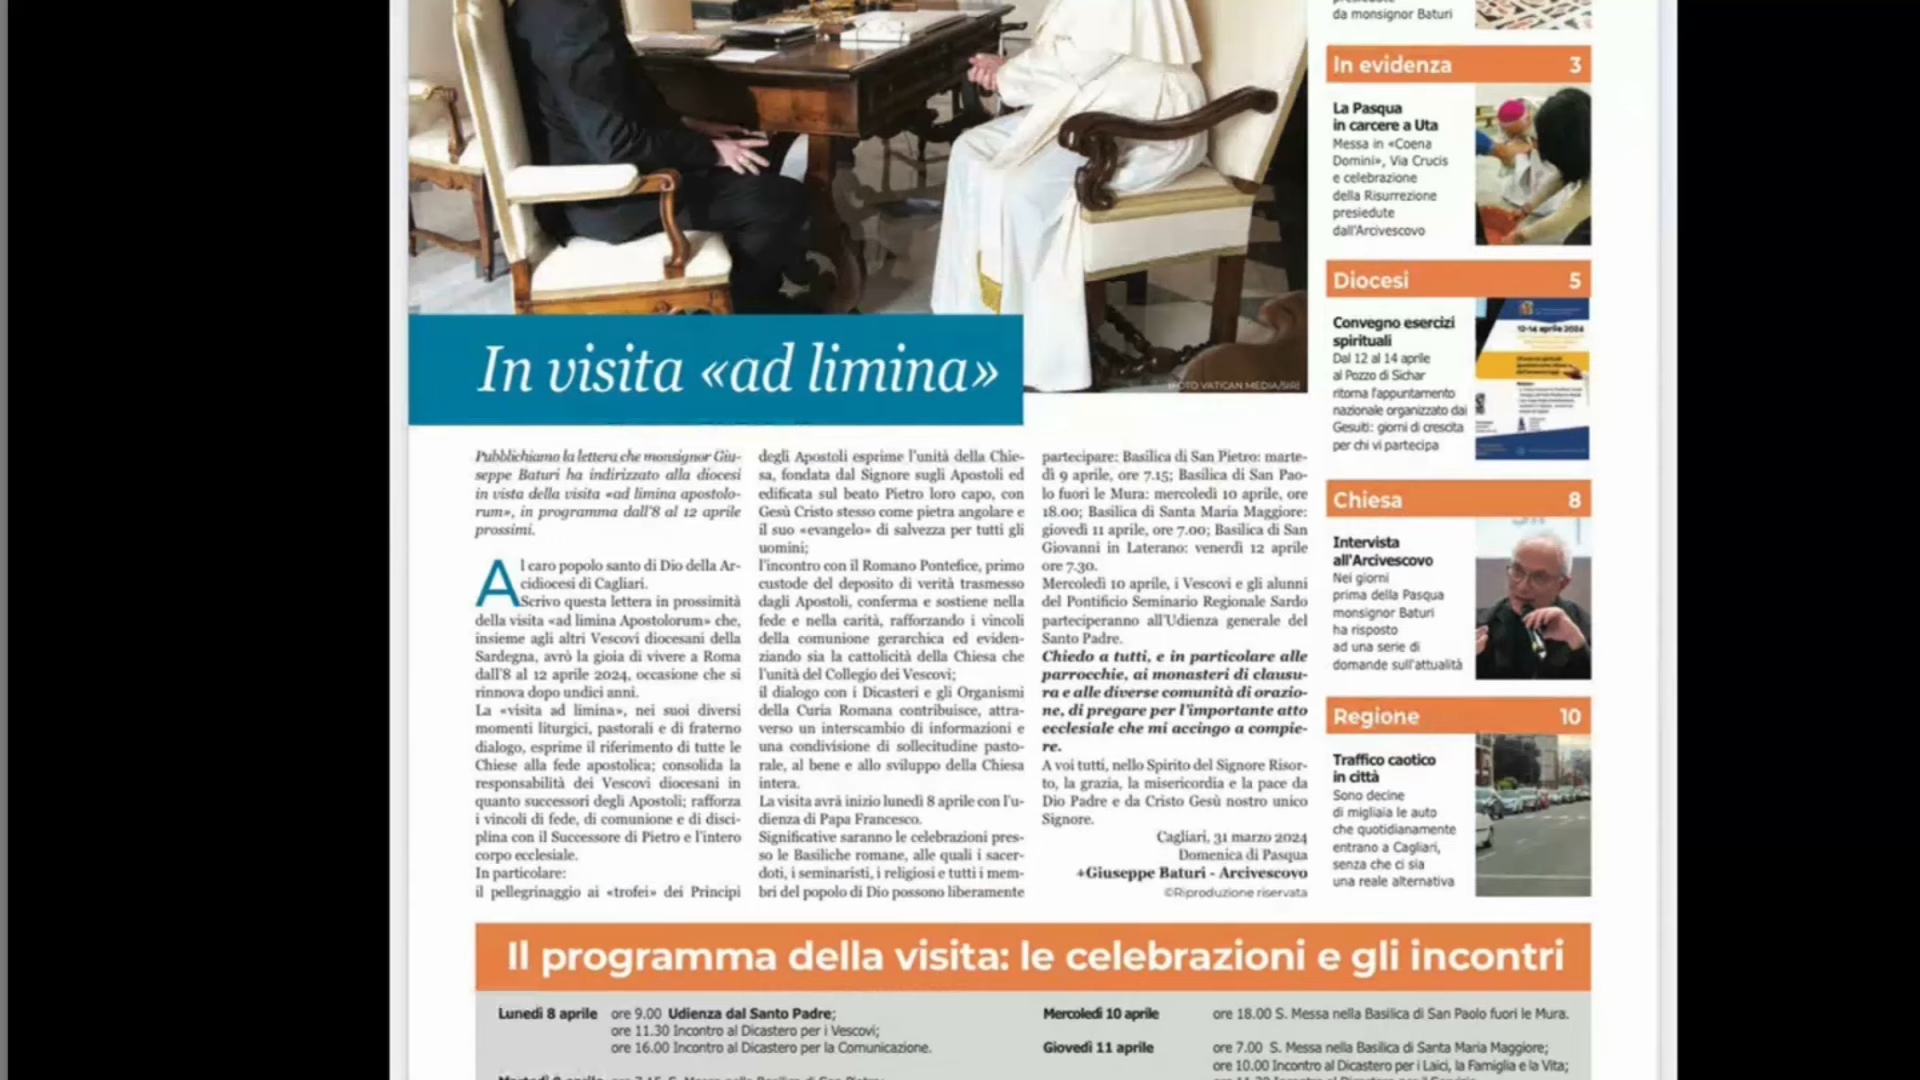 In visita «ad limina»
(FOTO VATICAN MEDIA/SIR)
Pubblichiamo la lettera che monsignor Giu-
seppe Baturi ha indirizzato alla diocesi
in vista della visita «ad limina apostolo-
rum», in programma dall'8 al 12 aprile
prossimi.
Al caro popolo santo di Dio della Ar-
cidiocesi di Cagliari.
Scrivo questa lettera in prossimità
della visita «ad limina Apostolorum» che,
insieme agli altri Vescovi diocesani della
Sardegna, avrò la gioia di vivere a Roma
dall'8 al 12 aprile 2024, occasione che si
rinnova dopo undici anni.
La «visita ad limina», nei suoi diversi
momenti liturgici, pastorali e di fraterno
dialogo, esprime il riferimento di tutte le
Chiese alla fede apostolica; consolida la
responsabilità dei Vescovi diocesani in
quanto successori degli Apostoli; rafforza
i vincoli di fede, di comunione e di disci-
plina con il Successore di Pietro e l'intero
corpo ecclesiale.
In particolare:
il pellegrinaggio ai «trofei» dei Principi
degli Apostoli esprime l'unità della Chie-
sa, fondata dal Signore sugli Apostoli ed
edificata sul beato Pietro loro capo, con
Gesù Cristo stesso come pietra angolare e
il suo «evangelo» di salvezza per tutti gli
uomini;
l'incontro con il Romano Pontefice, primo
custode del deposito di verità trasmesso
dagli Apostoli, conferma e sostiene nella
fede e nella carità, rafforzando i vincoli
della comunione gerarchica ed eviden-
ziando sia la cattolicità della Chiesa che
l'unità del Collegio dei Vescovi;
il dialogo con i Dicasteri e gli Organismi
della Curia Romana contribuisce, attra-
verso un interscambio di informazioni e
una condivisione di sollecitudine pasto-
rale, al bene e allo sviluppo della Chiesa
intera.
La visita avrà inizio lunedì 8 aprile con l'u-
dienza di Papa Francesco.
Significative saranno le celebrazioni pres-
so le Basiliche romane, alle quali i sacer-
doti, i seminaristi, i religiosi e tutti i mem-
bri del popolo di Dio possono liberamente
partecipare: Basilica di San Pietro: marte-
dì 9 aprile, ore 7.15; Basilica di San Pao-
lo fuori le Mura: mercoledì 10 aprile, ore
18.00; Basilica di Santa Maria Maggiore:
giovedì 11 aprile, ore 7.00; Basilica di San
Giovanni in Laterano: venerdì 12 aprile
ore 7.30.
Mercoledì 10 aprile, i Vescovi e gli alunni
del Pontificio Seminario Regionale Sardo
parteciperanno all'Udienza generale del
Santo Padre.
Chiedo a tutti, e in particolare alle
parrocchie, ai monasteri di clausu-
ra e alle diverse comunità di orazio-
ne, di pregare per l'importante atto
ecclesiale che mi accingo a compie-
re.
A voi tutti, nello Spirito del Signore Risor-
to, la grazia, la misericordia e la pace da
Dio Padre e da Cristo Gesù nostro unico
Signore.
Cagliari, 31 marzo 2024
Domenica di Pasqua
+Giuseppe Baturi - Arcivescovo
©Riproduzione riservata
da monsignor Baturi
In evidenza 3
La Pasqua
in carcere a Uta
Messa in «Coena
Domini», Via Crucis
e celebrazione
della Risurrezione
presiedute
dall'Arcivescovo
Diocesi 5
Convegno esercizi
spirituali
Dal 12 al 14 aprile
al Pozzo di Sichar
ritorna l'appuntamento
nazionale organizzato dai
Gesuiti: giorni di crescita
per chi vi partecipa
12-14 aprile 2024
Chiesa 8
Intervista
all'Arcivescovo
Nei giorni
prima della Pasqua
monsignor Baturi
ha risposto
ad una serie di
domande sull'attualità
Regione 10
Traffico caotico
in città
Sono decine
di migliaia le auto
che quotidianamente
entrano a Cagliari,
senza che ci sia
una reale alternativa
Il programma della visita: le celebrazioni e gli incontri
Lunedì 8 aprile ore 9.00 Udienza dal Santo Padre;
ore 11.30 Incontro al Dicastero per i Vescovi;
ore 16.00 Incontro al Dicastero per la Comunicazione.
Mercoledì 10 aprile ore 18.00 S. Messa nella Basilica di San Paolo fuori le Mura.
Giovedì 11 aprile ore 7.00 S. Messa nella Basilica di Santa Maria Maggiore;
ore 10.00 Incontro al Dicastero per i Laici, la Famiglia e la Vita;